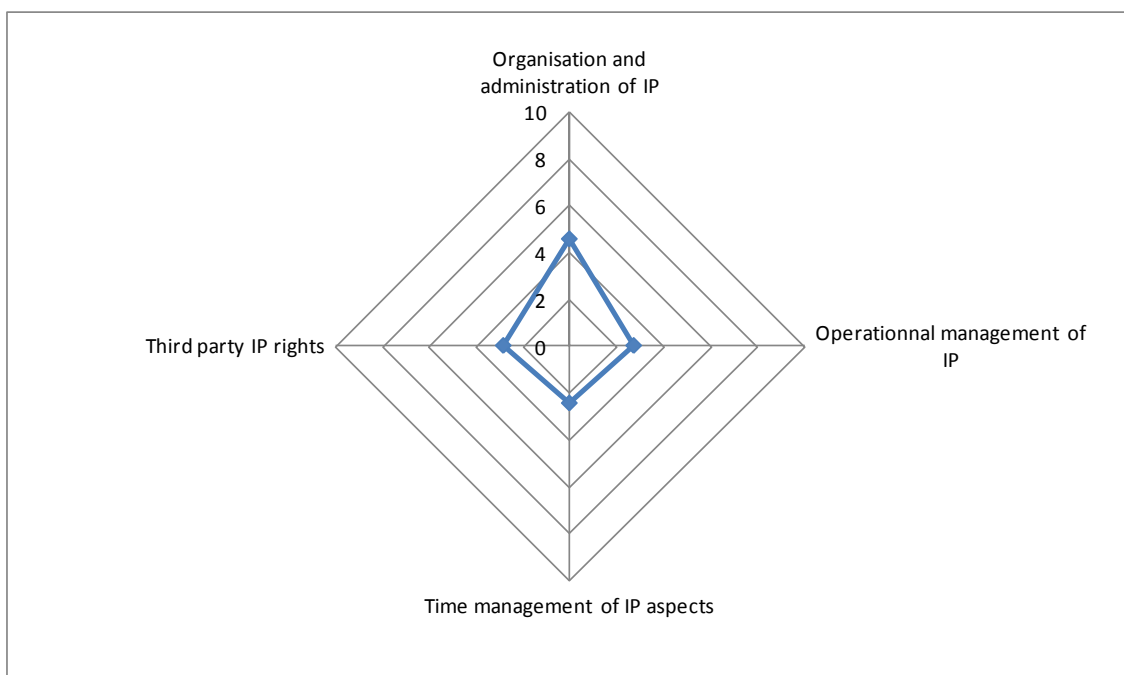 Organisation and
administration of IP
10
8
6
4
2
0
Third party IP rights
Operationnal management of
IP
Time management of IP aspects